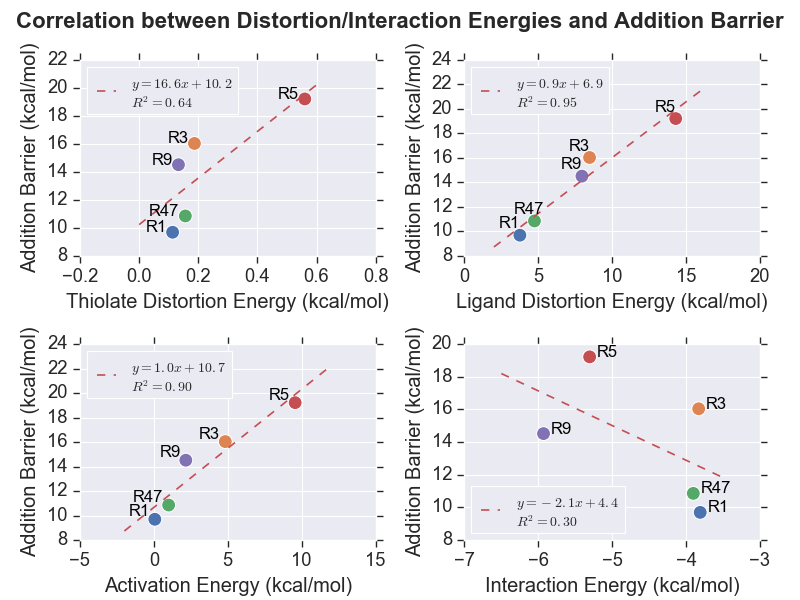 Correlation between Distortion/Interaction Energies and Addition Barrier
22
20
18
16
14
12
10
8
Addition Barrier (kcal/mol)
y = 16.6x + 10.2
R² = 0.64
R5
R3
R9
R47
R1
−0.2 0.0 0.2 0.4 0.6 0.8
Thiolate Distortion Energy (kcal/mol)
24
22
20
18
16
14
12
10
8
Addition Barrier (kcal/mol)
y = 0.9x + 6.9
R² = 0.95
R5
R3
R9
R47
R1
0 5 10 15 20
Ligand Distortion Energy (kcal/mol)
24
22
20
18
16
14
12
10
8
Addition Barrier (kcal/mol)
y = 1.0x + 10.7
R² = 0.90
R5
R3
R9
R47
R1
−5 0 5 10 15
Activation Energy (kcal/mol)
20
18
16
14
12
10
8
Addition Barrier (kcal/mol)
R5
R3
R9
R47
R1
y = −2.1x + 4.4
R² = 0.30
−7 −6 −5 −4 −3
Interaction Energy (kcal/mol)